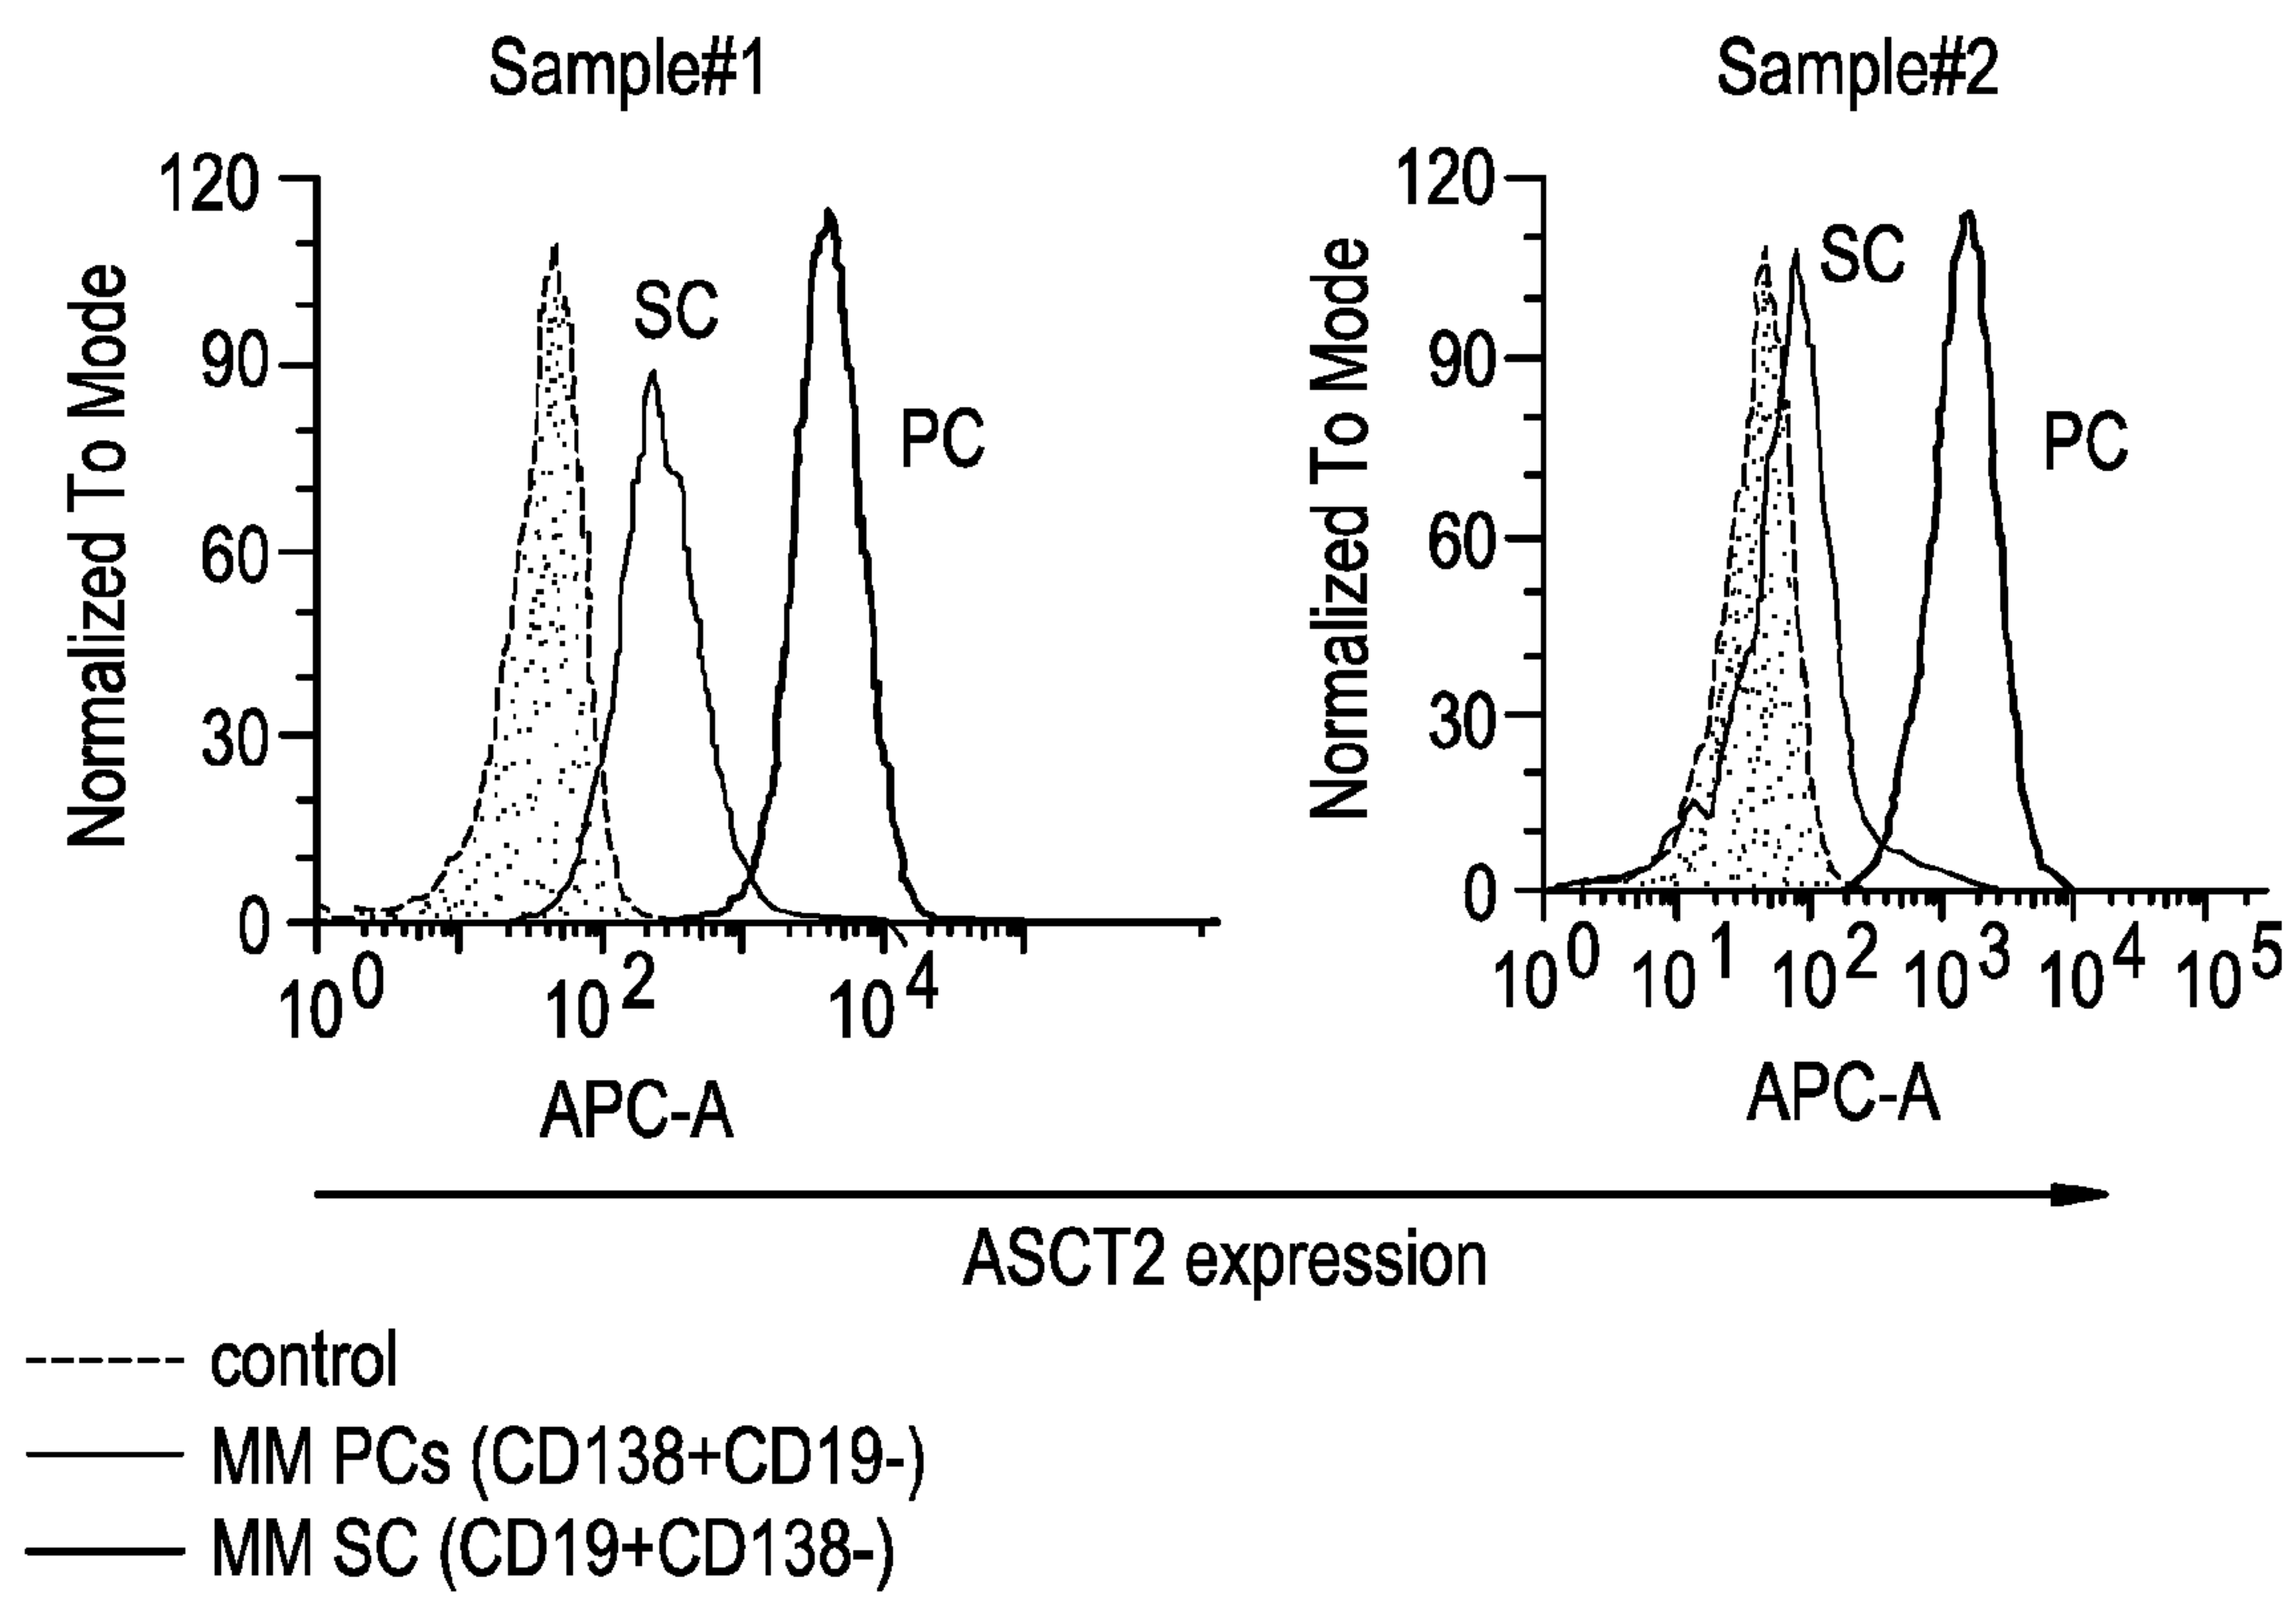 Sample#1
120
90
60
30
0
Normalized To Mode
SC
PC
10^0 10^2 10^4
APC-A
Sample#2
120
90
60
30
0
Normalized To Mode
SC
PC
10^0 10^1 10^2 10^3 10^4 10^5
APC-A
ASCT2 expression
control
MM PCs (CD138+CD19-)
MM SC (CD19+CD138-)